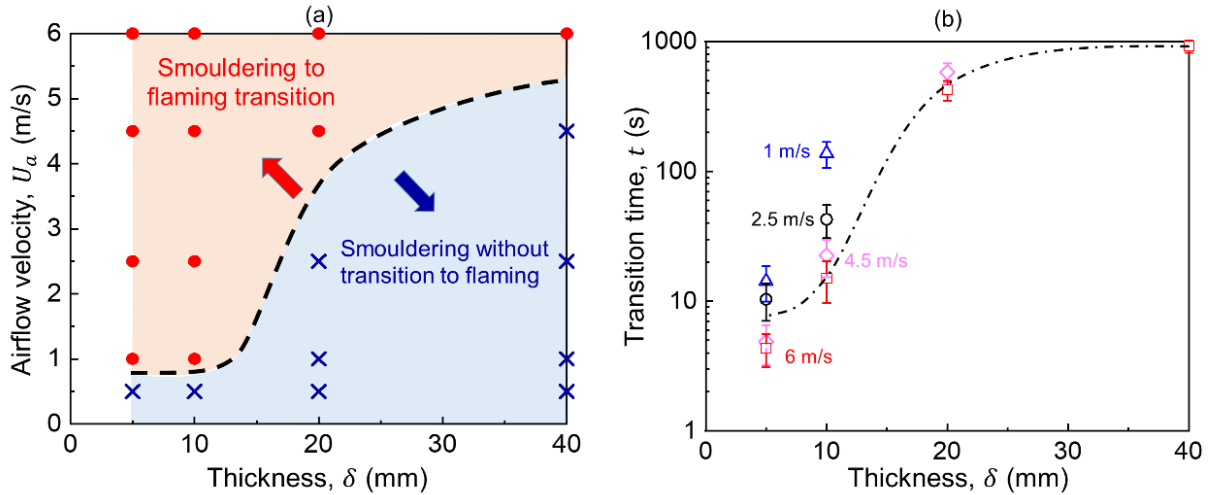 (a)
Airflow velocity, U_a (m/s)
6
5
4
3
2
1
0
Smouldering to
flaming transition
Smouldering without
transition to flaming
0 10 20 30 40
Thickness, δ (mm)
(b)
Transition time, t (s)
1000
100
10
1
1 m/s
2.5 m/s
4.5 m/s
6 m/s
0 10 20 30 40
Thickness, δ (mm)